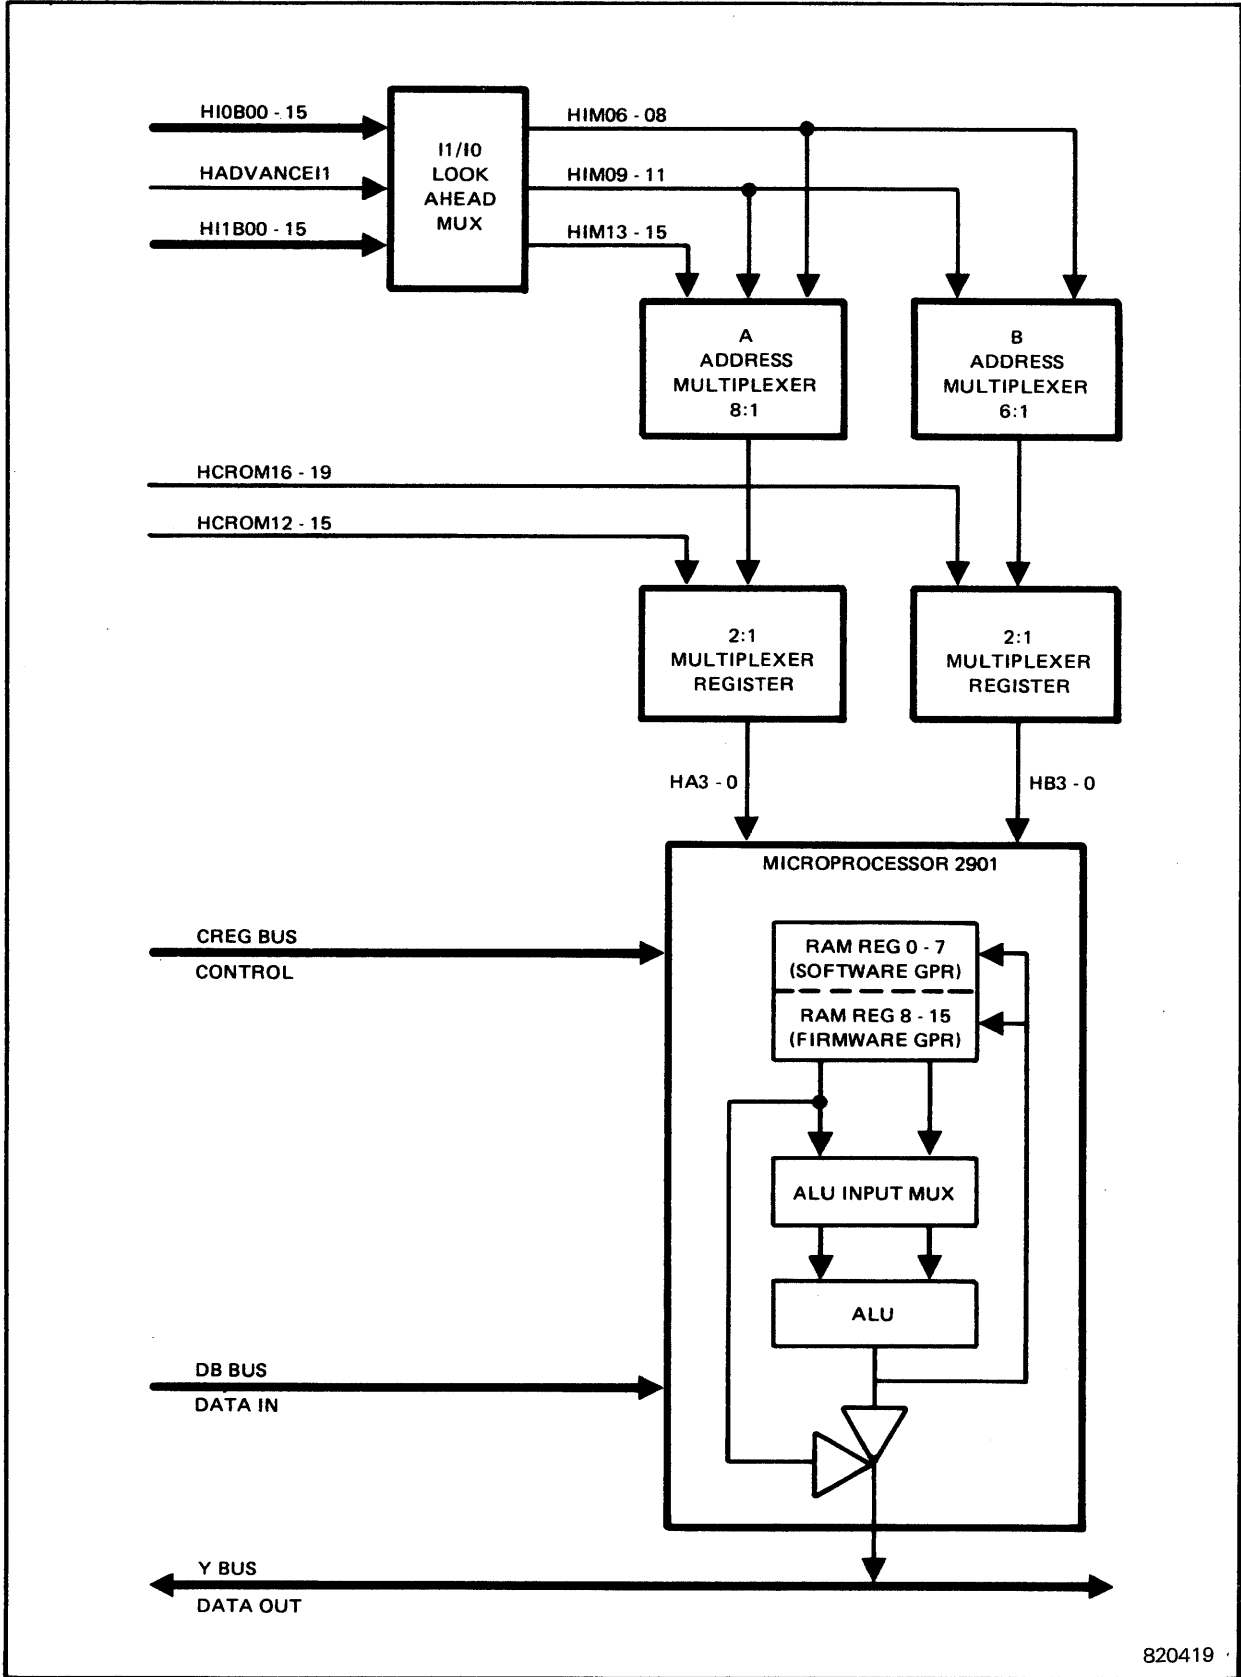 HI0B00 - 15
HADVANCEI1
HI1B00 - 15
I1/I0
LOOK
AHEAD
MUX
HIM06 - 08
HIM09 - 11
HIM13 - 15
A
ADDRESS
MULTIPLEXER
8:1
B
ADDRESS
MULTIPLEXER
6:1
HCROM16 - 19
HCROM12 - 15
2:1
MULTIPLEXER
REGISTER
2:1
MULTIPLEXER
REGISTER
HA3 - 0
HB3 - 0
MICROPROCESSOR 2901
CREG BUS
CONTROL
RAM REG 0 - 7
(SOFTWARE GPR)
RAM REG 8 - 15
(FIRMWARE GPR)
ALU INPUT MUX
ALU
DB BUS
DATA IN
Y BUS
DATA OUT
820419